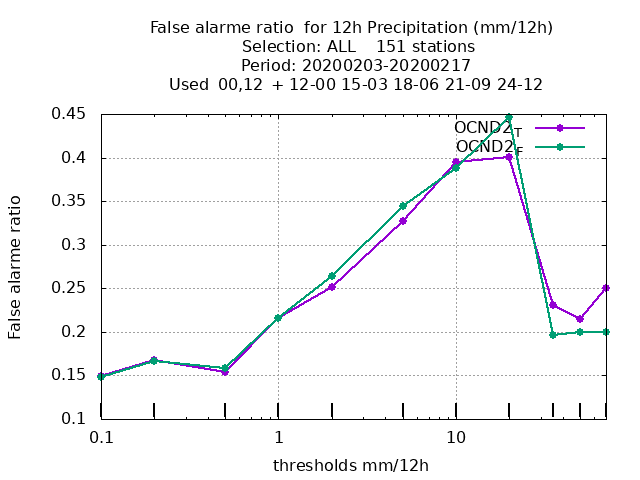 False alarme ratio  for 12h Precipitation (mm/12h)
Selection: ALL    151 stations
Period: 20200203-20200217
Used  00,12  + 12-00 15-03 18-06 21-09 24-12
OCND2T
OCND2F
False alarme ratio
0.45
0.4
0.35
0.3
0.25
0.2
0.15
0.1
0.1
1
10
thresholds mm/12h